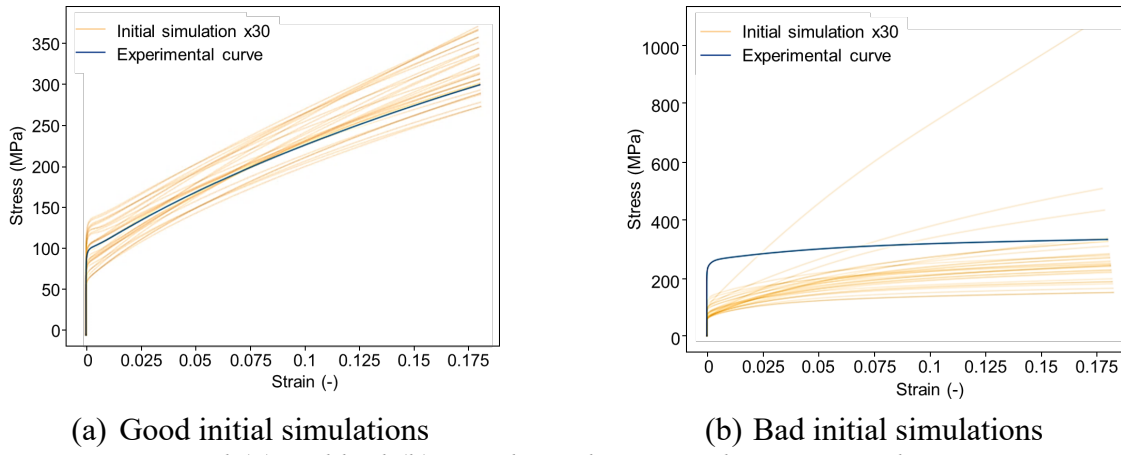 Initial simulation x30
Experimental curve
350
300
250
200
150
100
50
0
Stress (MPa)
0 0.025 0.05 0.075 0.1 0.125 0.15 0.175
Strain (-)
(a) Good initial simulations
Initial simulation x30
Experimental curve
1000
800
600
400
200
0
Stress (MPa)
0 0.025 0.05 0.075 0.1 0.125 0.15 0.175
Strain (-)
(b) Bad initial simulations